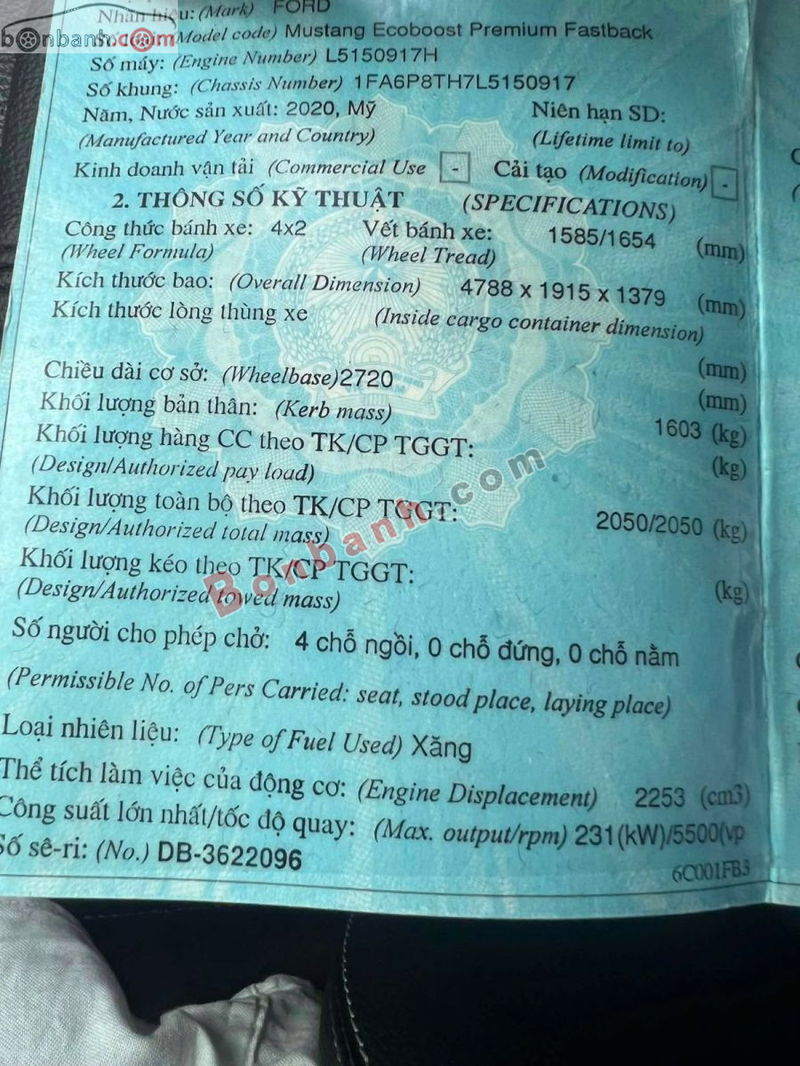 Nhãn hiệu: (Mark) FORD
bonbanh.com (Model code) Mustang Ecoboost Premium Fastback
Số máy: (Engine Number) L5150917H
Số khung: (Chassis Number) 1FA6P8TH7L5150917
Năm, Nước sản xuất: 2020, Mỹ Niên hạn SD:
(Manufactured Year and Country) (Lifetime limit to)
Kinh doanh vận tải (Commercial Use - Cải tạo (Modification) -
2. THÔNG SỐ KỸ THUẬT (SPECIFICATIONS)
Công thức bánh xe: 4x2 Vết bánh xe: 1585/1654 (mm)
(Wheel Formula) (Wheel Tread)
Kích thước bao: (Overall Dimension) 4788 x 1915 x 1379 (mm)
Kích thước lòng thùng xe (Inside cargo container dimension)
(mm)
Chiều dài cơ sở: (Wheelbase) 2720 (mm)
Khối lượng bản thân: (Kerb mass) 1603 (kg)
Khối lượng hàng CC theo TK/CP TGGT: (kg)
(Design/Authorized pay load)
Khối lượng toàn bộ theo TK/CP TGGT: 2050/2050 (kg)
(Design/Authorized total mass)
Khối lượng kéo theo TK/CP TGGT: (kg)
(Design/Authorized towed mass)
Bonbanh.com
Số người cho phép chở: 4 chỗ ngồi, 0 chỗ đứng, 0 chỗ nằm
(Permissible No. of Pers Carried: seat, stood place, laying place)
Loại nhiên liệu: (Type of Fuel Used) Xăng
Thể tích làm việc của động cơ: (Engine Displacement) 2253 (cm3)
Công suất lớn nhất/tốc độ quay: (Max. output/rpm) 231(kW)/5500(vp
Số sê-ri: (No.) DB-3622096
6C001FB3